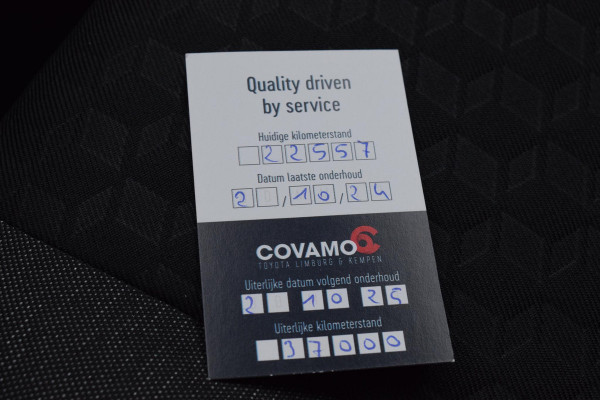 Quality driven
by service
Huidige kilometerstand
22557
Datum laatste onderhoud
2 /10/24
COVAMO
TOYOTA LIMBURG & KEMPEN
Uiterlijke datum volgend onderhoud
2 10 25
Uiterlijke kilometerstand
37000